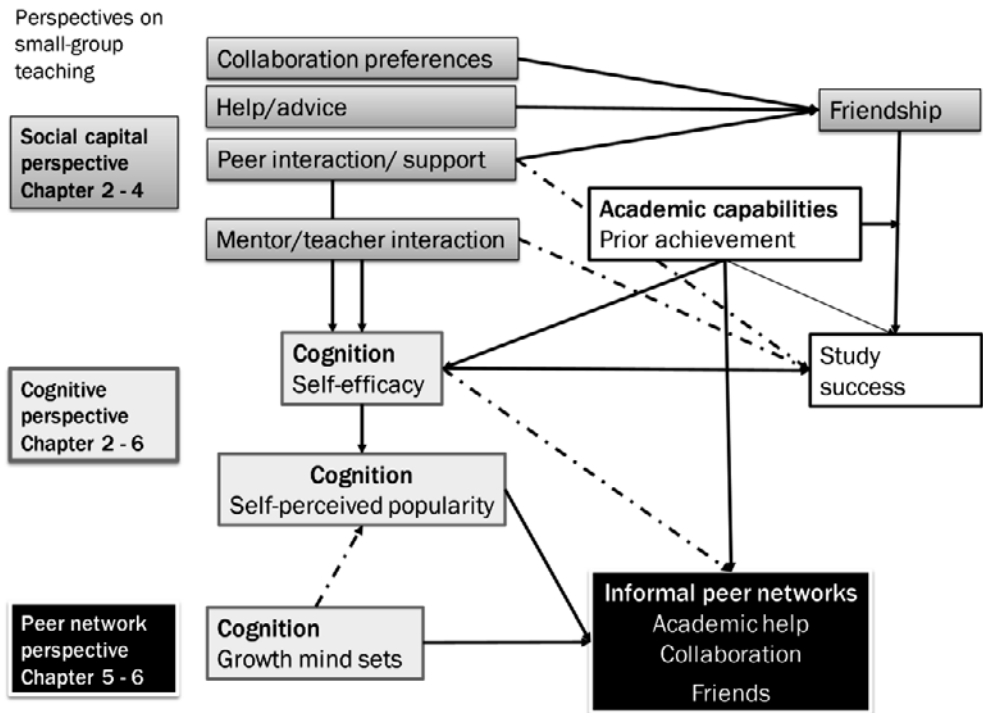 Perspectives on
small-group
teaching
Social capital
perspective
Chapter 2 - 4
Cognitive
perspective
Chapter 2 - 6
Peer network
perspective
Chapter 5 - 6
Collaboration preferences
Help/advice
Peer interaction/ support
Mentor/teacher interaction
Friendship
Academic capabilities
Prior achievement
Cognition
Self-efficacy
Study
success
Cognition
Self-perceived popularity
Cognition
Growth mind sets
Informal peer networks
Academic help
Collaboration
Friends